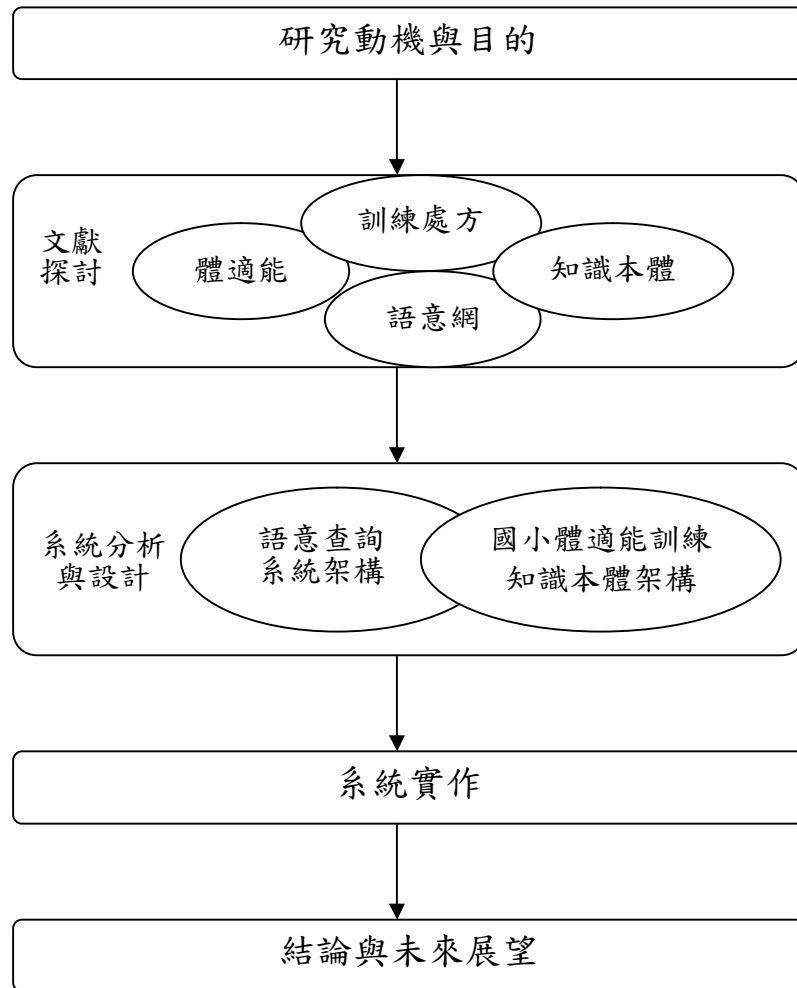 研究動機與目的
文獻
探討
訓練處方
體適能
知識本體
語意網
系統分析
與設計
語意查詢
系統架構
國小體適能訓練
知識本體架構
系統實作
結論與未來展望